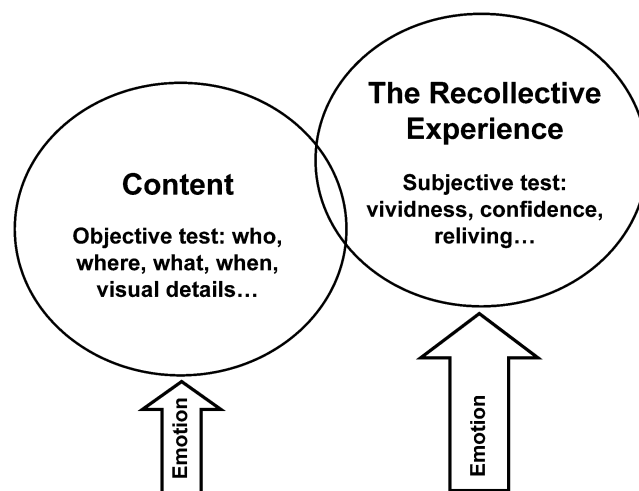 The Recollective
Experience
Subjective test:
vividness, confidence,
reliving…
Content
Objective test: who,
where, what, when,
visual details…
Emotion
Emotion